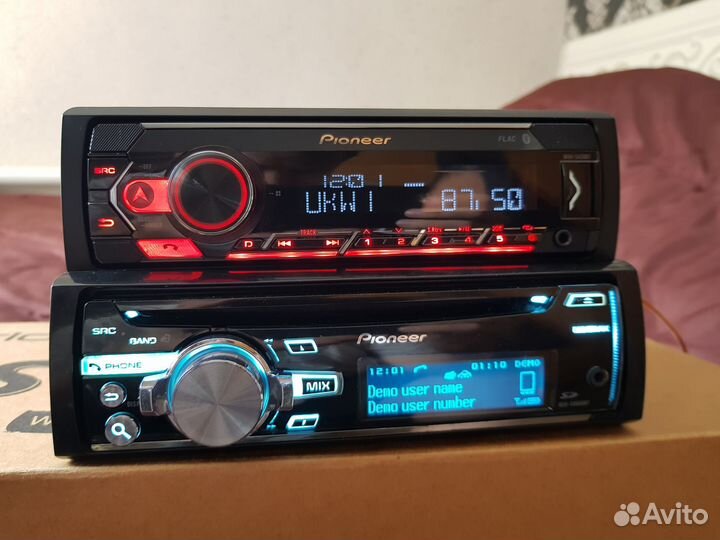 Pioneer
FLAC
SRC
12:01
UKW1 87.50
TRACK
D 1 2 3 4 5 6
Pioneer
SRC
BAND
PHONE
MIX
12:01 01:10 DEMO
Demo user name
Demo user number
SD
Avito